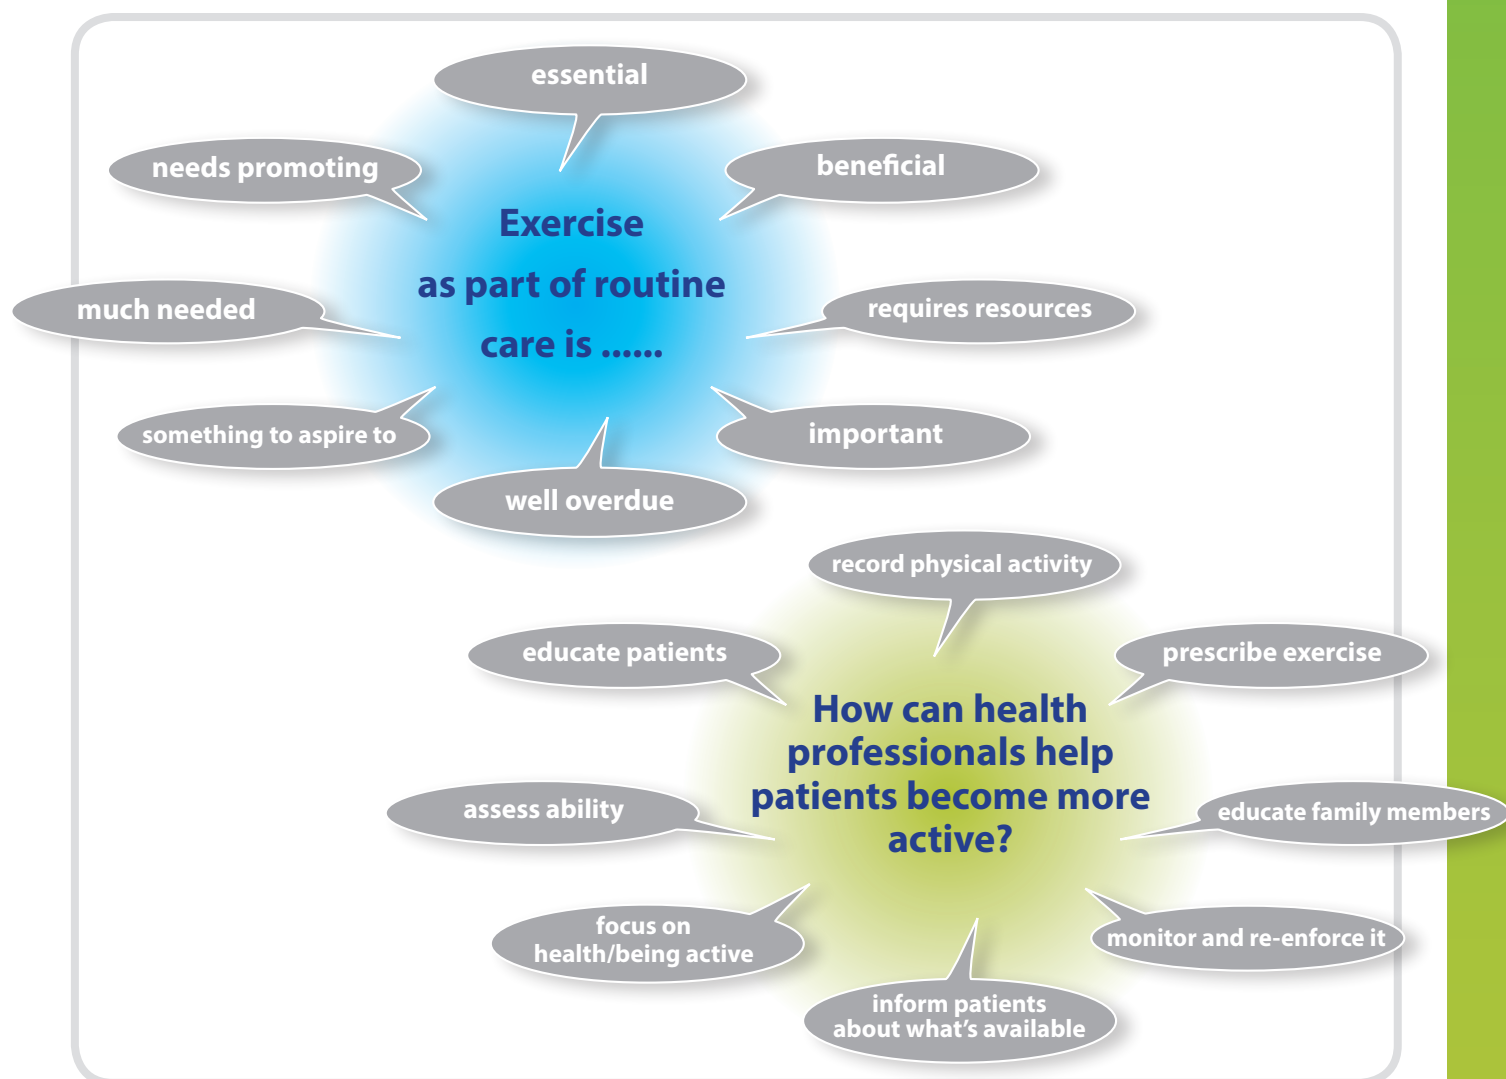 essential
needs promoting
beneficial
Exercise
as part of routine
care is ......
much needed
requires resources
something to aspire to
important
well overdue
record physical activity
educate patients
prescribe exercise
How can health
professionals help
patients become more
active?
assess ability
educate family members
focus on
health/being active
monitor and re-enforce it
inform patients
about what's available